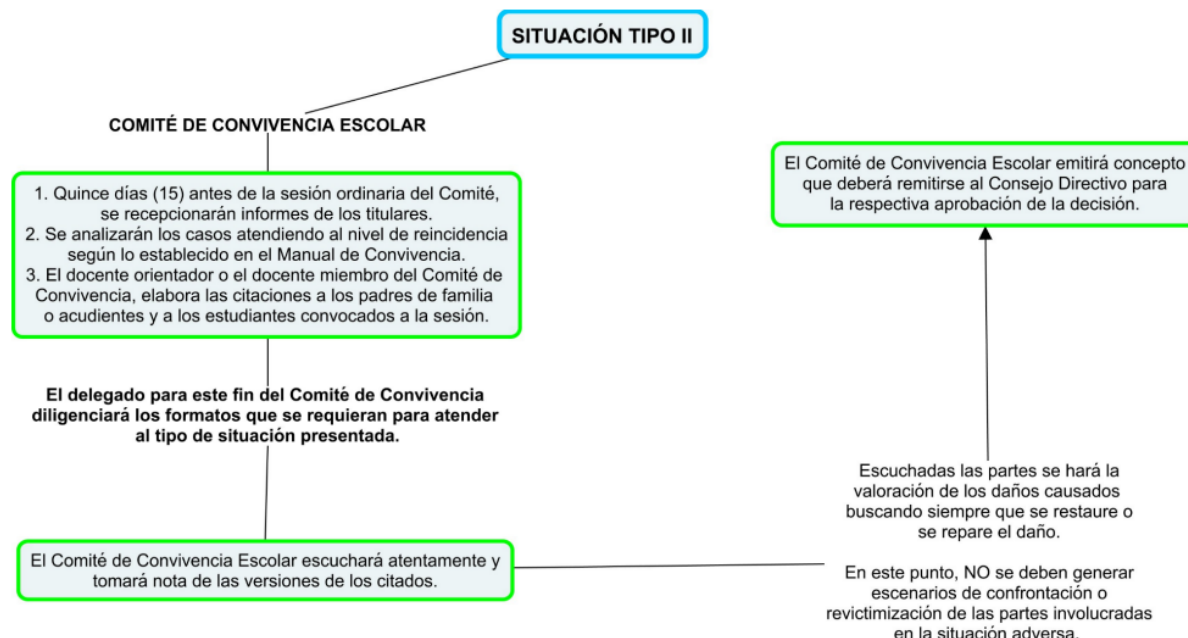 SITUACIÓN TIPO II
COMITÉ DE CONVIVENCIA ESCOLAR
1. Quince días (15) antes de la sesión ordinaria del Comité,
se recepcionarán informes de los titulares.
2. Se analizarán los casos atendiendo al nivel de reincidencia
según lo establecido en el Manual de Convivencia.
3. El docente orientador o el docente miembro del Comité de
Convivencia, elabora las citaciones a los padres de familia
o acudientes y a los estudiantes convocados a la sesión.
El delegado para este fin del Comité de Convivencia
diligenciará los formatos que se requieran para atender
al tipo de situación presentada.
El Comité de Convivencia Escolar escuchará atentamente y
tomará nota de las versiones de los citados.
Escuchadas las partes se hará la
valoración de los daños causados
buscando siempre que se restaure o
se repare el daño.
En este punto, NO se deben generar
escenarios de confrontación o
revictimización de las partes involucradas
en la situación adversa.
El Comité de Convivencia Escolar emitirá concepto
que deberá remitirse al Consejo Directivo para
la respectiva aprobación de la decisión.